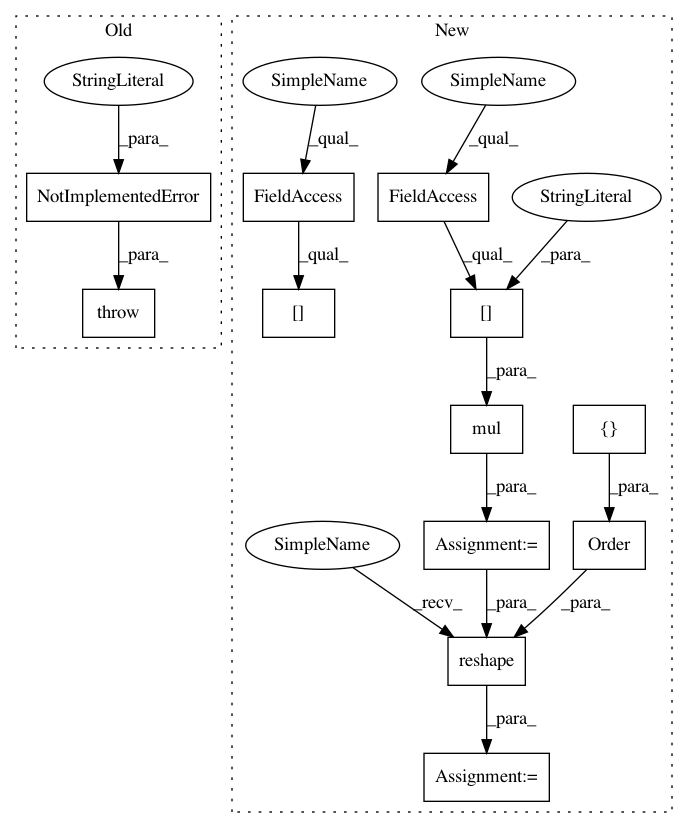 Old
New
StringLiteral
SimpleName
SimpleName
_para_
_qual_
_qual_
NotImplementedError
FieldAccess
FieldAccess
StringLiteral
_para_
_qual_
_qual_
_para_
throw
[]
[]
_para_
mul
{}
_para_
_para_
SimpleName
Assignment:=
Order
_recv_
_para_
_para_
reshape
_para_
Assignment:=